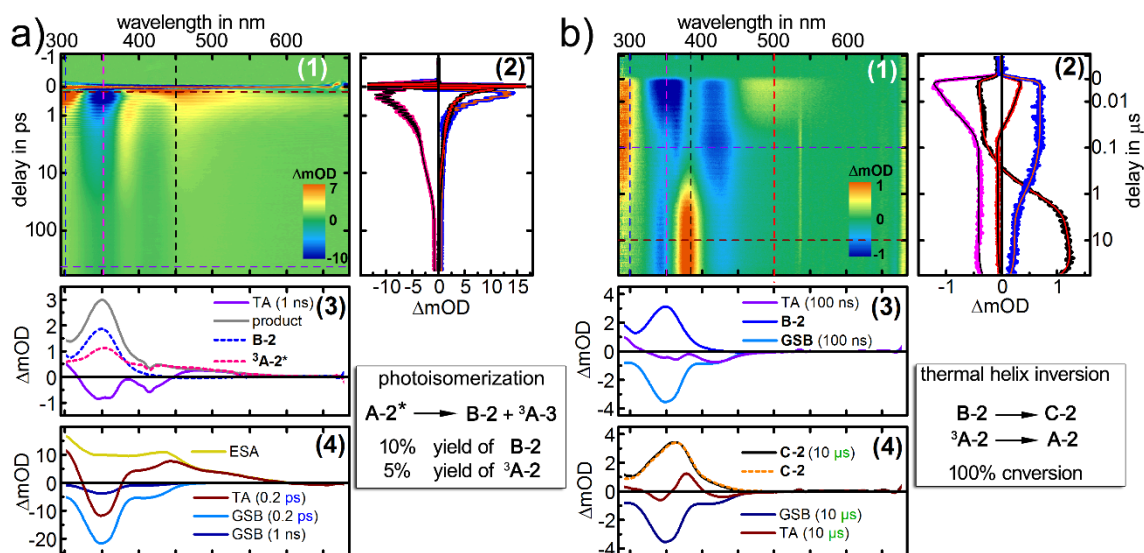 a)
wavelength in nm
300 400 500 600
-1
0
1
10
100
delay in ps
(1)
ΔmOD
7
0
-10
(2)
-10 -5 0 5 10 15
ΔmOD
(3)
TA (1 ns)
product
B-2
³A-2*
3
2
1
0
-1
ΔmOD
(4)
ESA
TA (0.2 ps)
GSB (0.2 ps)
GSB (1 ns)
10
0
-10
-20
ΔmOD
photoisomerization
A-2* → B-2 + ³A-3
10% yield of B-2
5% yield of ³A-2
b)
wavelength in nm
300 400 500 600
(1)
ΔmOD
1
0
-1
(2)
0
0.01
0.1
1
10
delay in µs
-1 0 1
ΔmOD
(3)
TA (100 ns)
B-2
GSB (100 ns)
4
2
0
-2
-4
ΔmOD
(4)
C-2 (10 µs)
C-2
GSB (10 µs)
TA (10 µs)
4
2
0
-2
-4
ΔmOD
thermal helix inversion
B-2 → C-2
³A-2 → A-2
100% cnversion